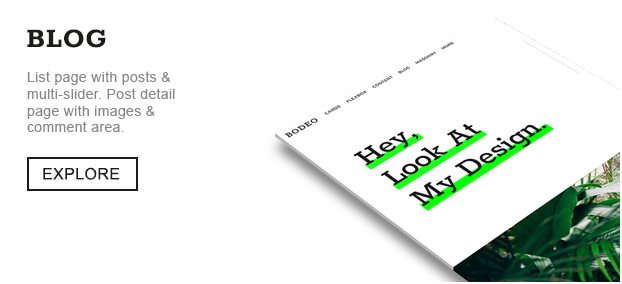 BLOG
List page with posts &
multi-slider. Post detail
page with images &
comment area.
EXPLORE
BODEO CARDS FLEXBOX CONTENT BLOG MASONRY MORE
Hey,
Look At
My Design.